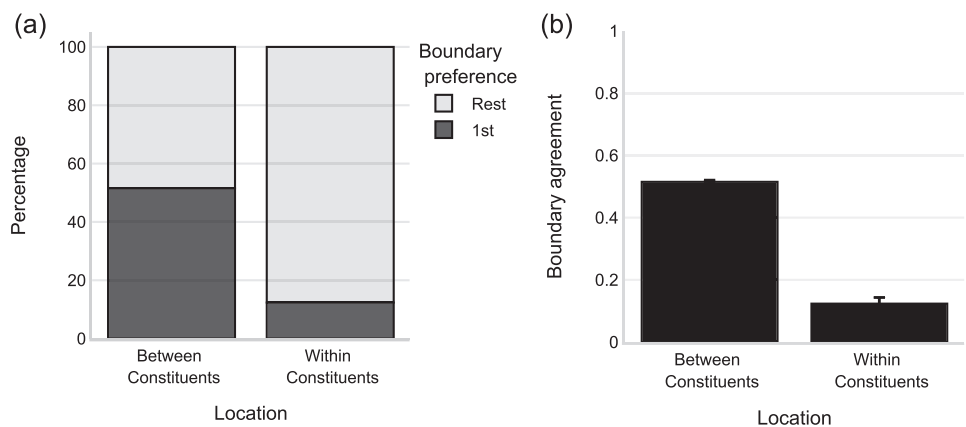 (a)
100
80
60
40
20
0
Percentage
Between
Constituents
Within
Constituents
Location
Boundary
preference
Rest
1st
(b)
1
0.8
0.6
0.4
0.2
0
Boundary agreement
Between
Constituents
Within
Constituents
Location